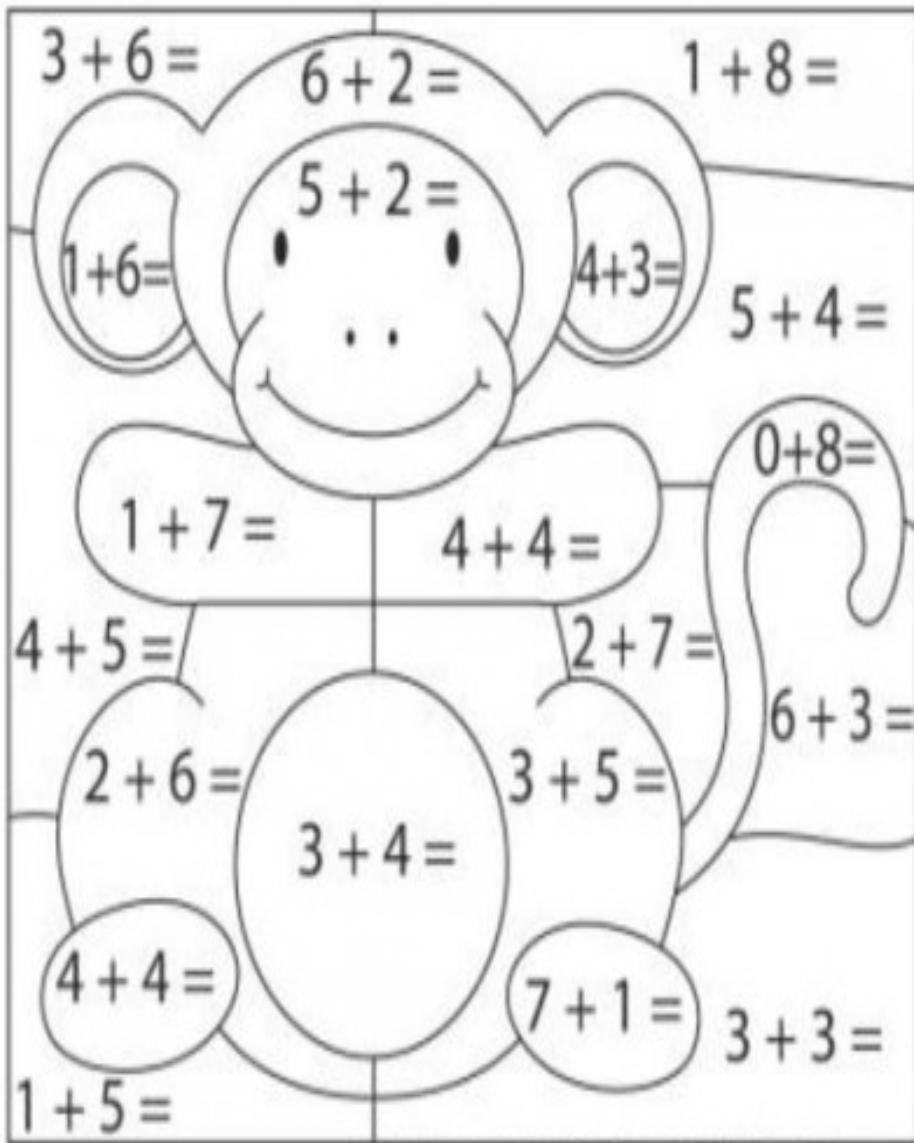 3 + 6 =
6 + 2 =
1 + 8 =
5 + 2 =
1+6=
4+3=
5 + 4 =
0+8=
1 + 7 =
4 + 4 =
4 + 5 =
2 + 7 =
6 + 3 =
2 + 6 =
3 + 5 =
3 + 4 =
4 + 4 =
7 + 1 =
3 + 3 =
1 + 5 =